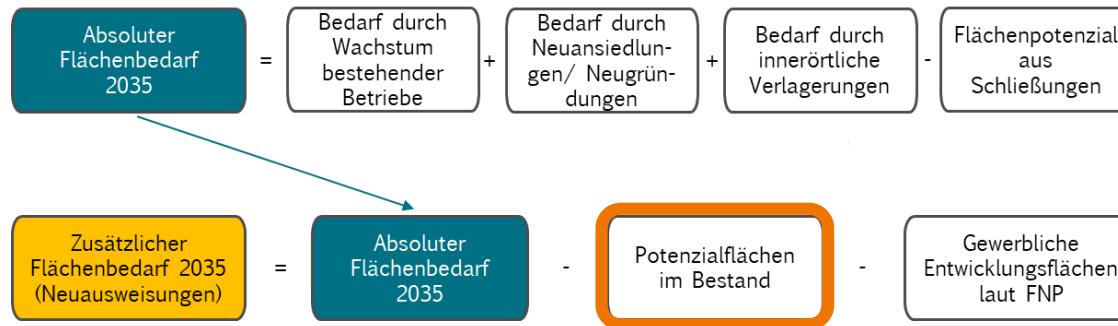 Absoluter
Flächenbedarf
2035
=
Bedarf durch
Wachstum
bestehender
Betriebe
+
Bedarf durch
Neuansiedlun-
gen/ Neugrün-
dungen
+
Bedarf durch
innerörtliche
Verlagerungen
-
Flächenpotenzial
aus
Schließungen
Zusätzlicher
Flächenbedarf 2035
(Neuausweisungen)
=
Absoluter
Flächenbedarf
2035
-
Potenzialflächen
im Bestand
-
Gewerbliche
Entwicklungsflächen
laut FNP